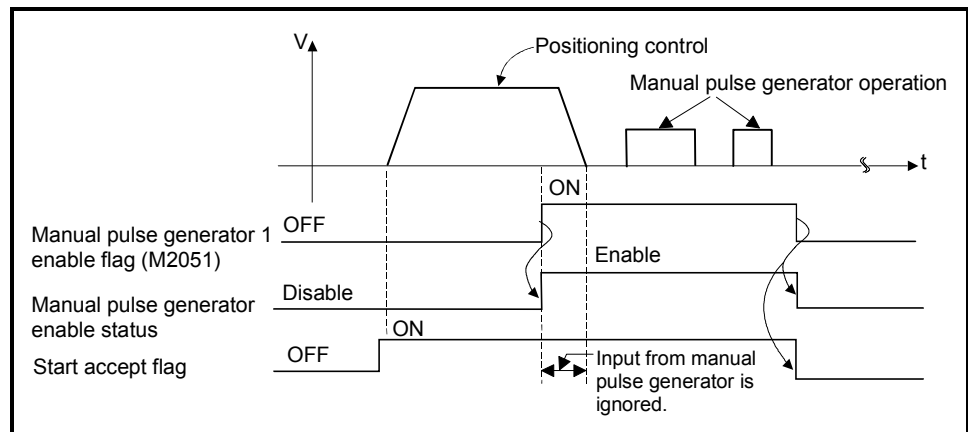 V
Positioning control
Manual pulse generator operation
t
ON
OFF
Manual pulse generator 1
enable flag (M2051)
Enable
Disable
Manual pulse generator
enable status
ON
OFF
Start accept flag
Input from manual
pulse generator is
ignored.